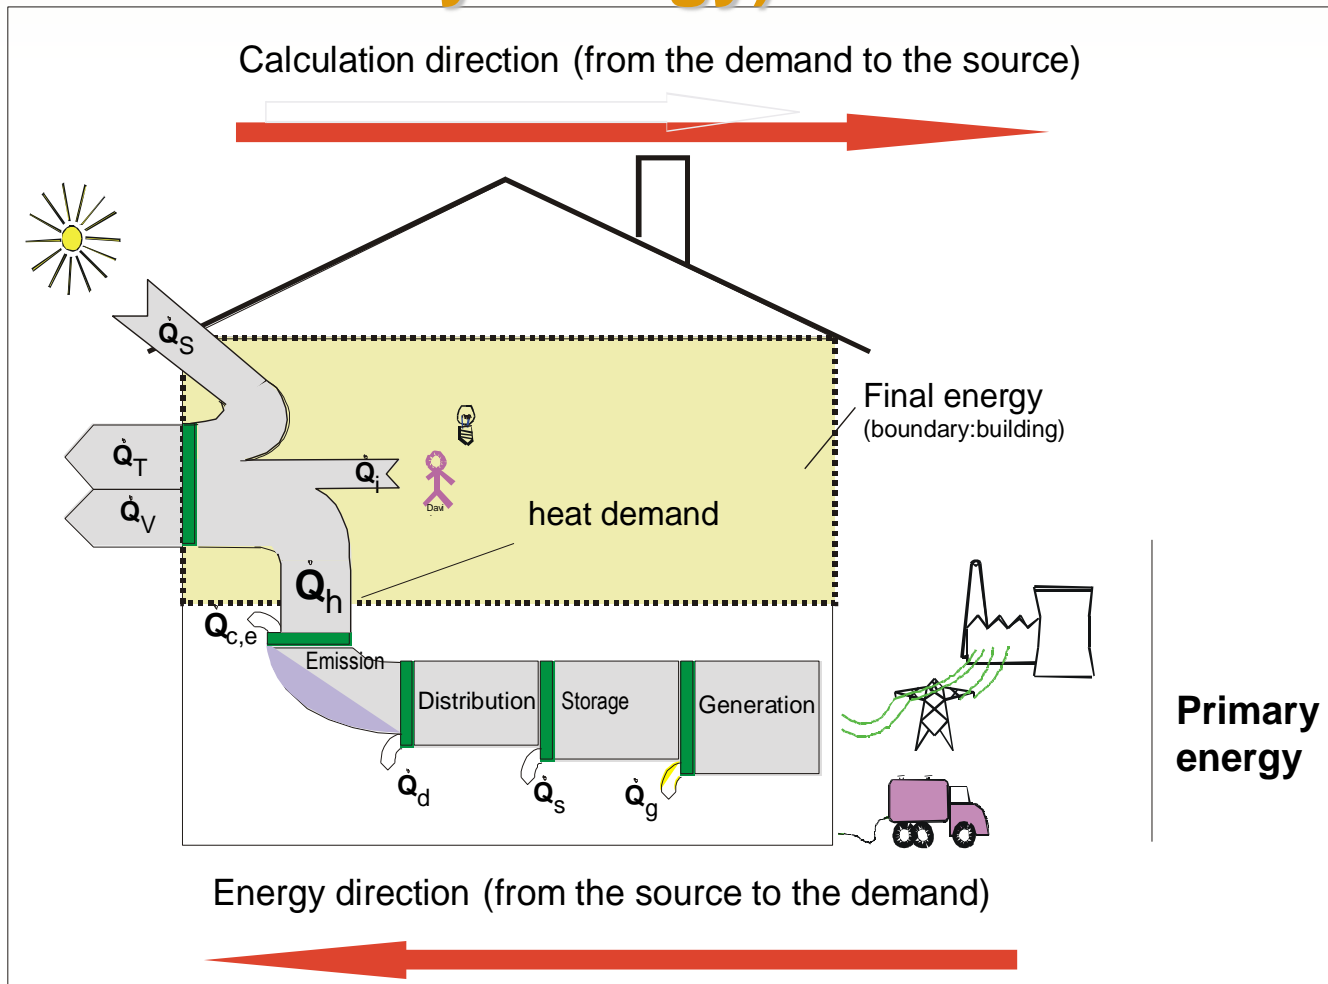 Calculation direction (from the demand to the source)
Q̇S
Final energy
(boundary:building)
Q̇T
Q̇i
Q̇V
Davi
heat demand
Q̇h
Q̇c,e
Emission
Distribution
Storage
Generation
Primary
energy
Q̇d
Q̇s
Q̇g
Energy direction (from the source to the demand)